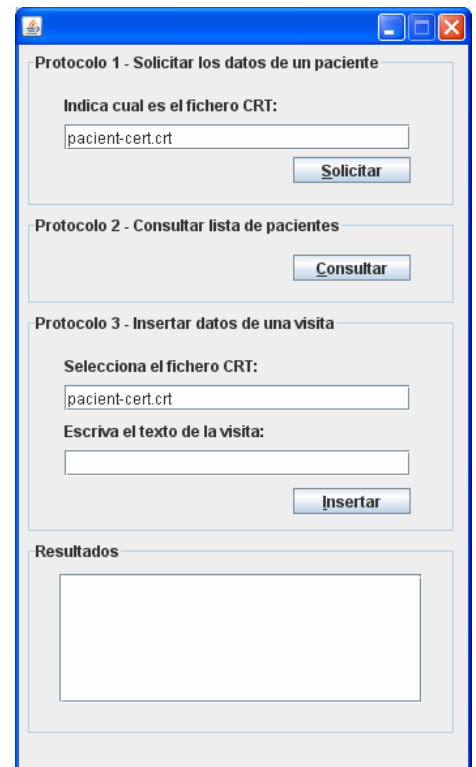 Protocolo 1 - Solicitar los datos de un paciente
Indica cual es el fichero CRT:
pacient-cert.crt
Solicitar
Protocolo 2 - Consultar lista de pacientes
Consultar
Protocolo 3 - Insertar datos de una visita
Selecciona el fichero CRT:
pacient-cert.crt
Escriva el texto de la visita:
Insertar
Resultados